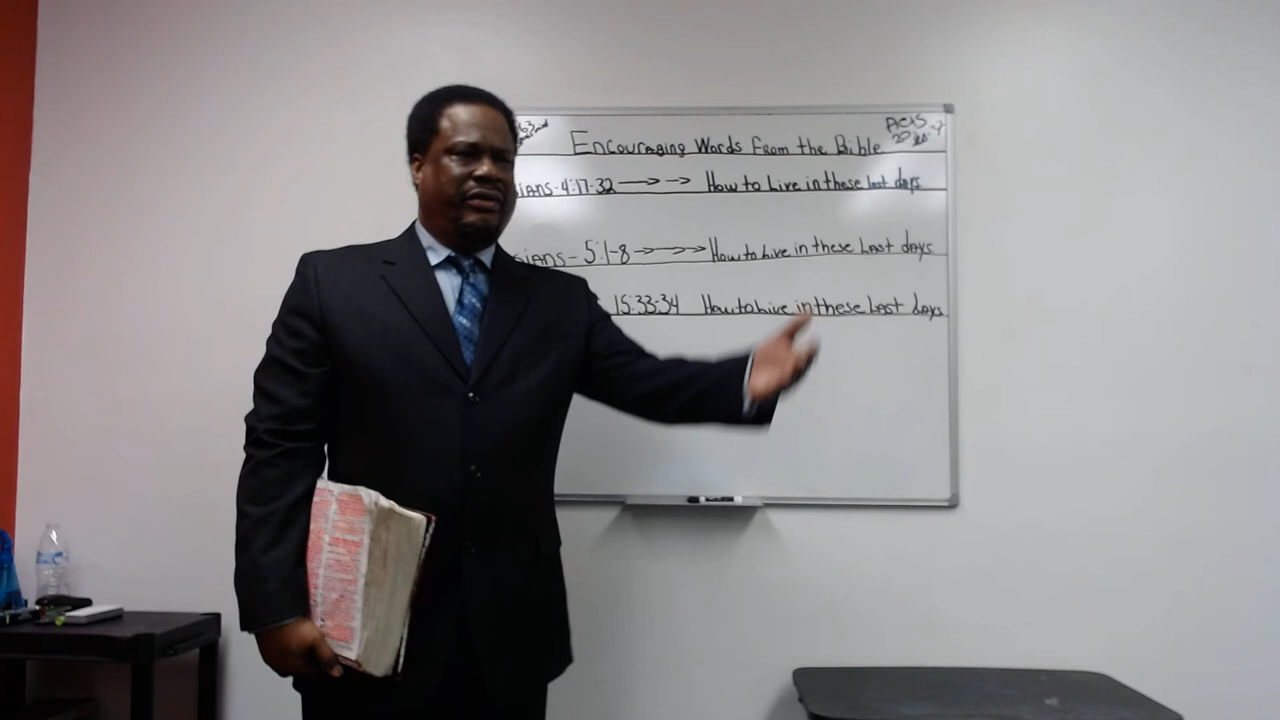 Encouraging Words From the Bible
Acts
20
ians-4:17-32 →→ How to Live in these last days
ians- 5:1-8 →→→ How to Live in these Last days
15:33-34 How to Live in these Last days